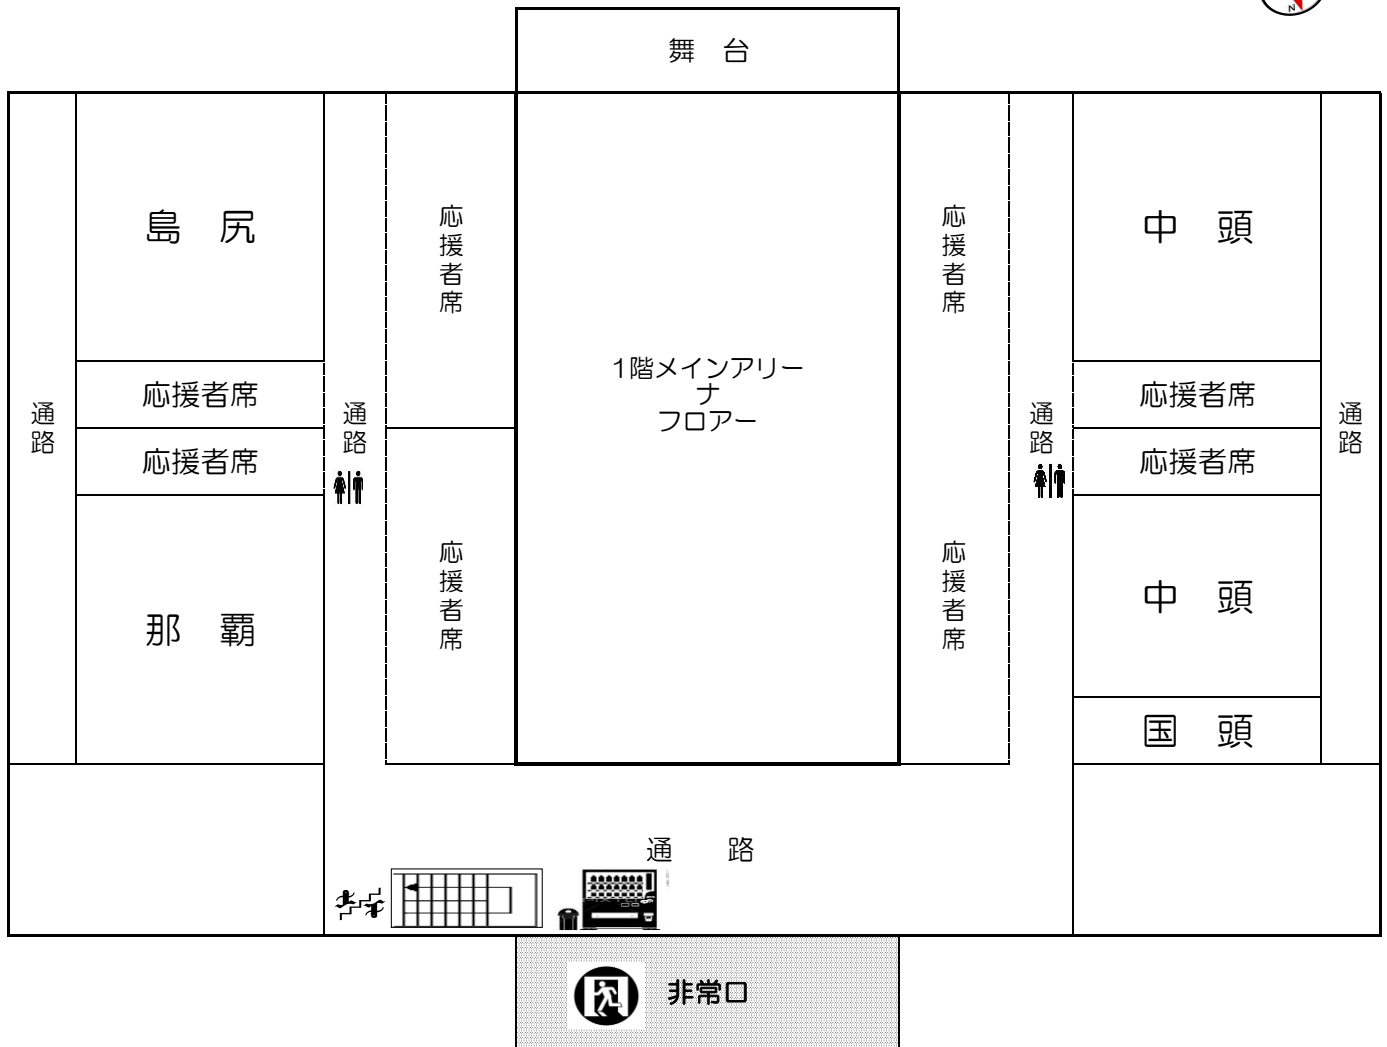 N
舞 台
島 尻
応援者席
応援者席
中 頭
1階メインアリー
ナ
フロアー
通路
応援者席
通路
通路
応援者席
通路
応援者席
応援者席
那 覇
応援者席
応援者席
中 頭
国 頭
通 路
非常口